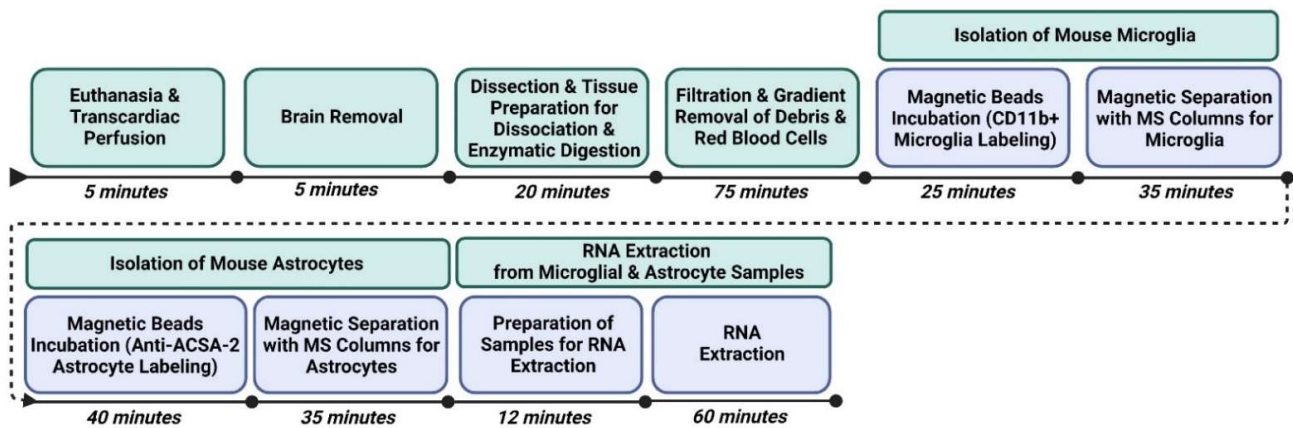 Isolation of Mouse Microglia
Euthanasia &
Transcardiac
Perfusion
Brain Removal
Dissection & Tissue
Preparation for
Dissociation &
Enzymatic Digestion
Filtration & Gradient
Removal of Debris &
Red Blood Cells
Magnetic Beads
Incubation (CD11b+
Microglia Labeling)
Magnetic Separation
with MS Columns for
Microglia
5 minutes
5 minutes
20 minutes
75 minutes
25 minutes
35 minutes
Isolation of Mouse Astrocytes
RNA Extraction
from Microglial & Astrocyte Samples
Magnetic Beads
Incubation (Anti-ACSA-2
Astrocyte Labeling)
Magnetic Separation
with MS Columns for
Astrocytes
Preparation of
Samples for RNA
Extraction
RNA
Extraction
40 minutes
35 minutes
12 minutes
60 minutes